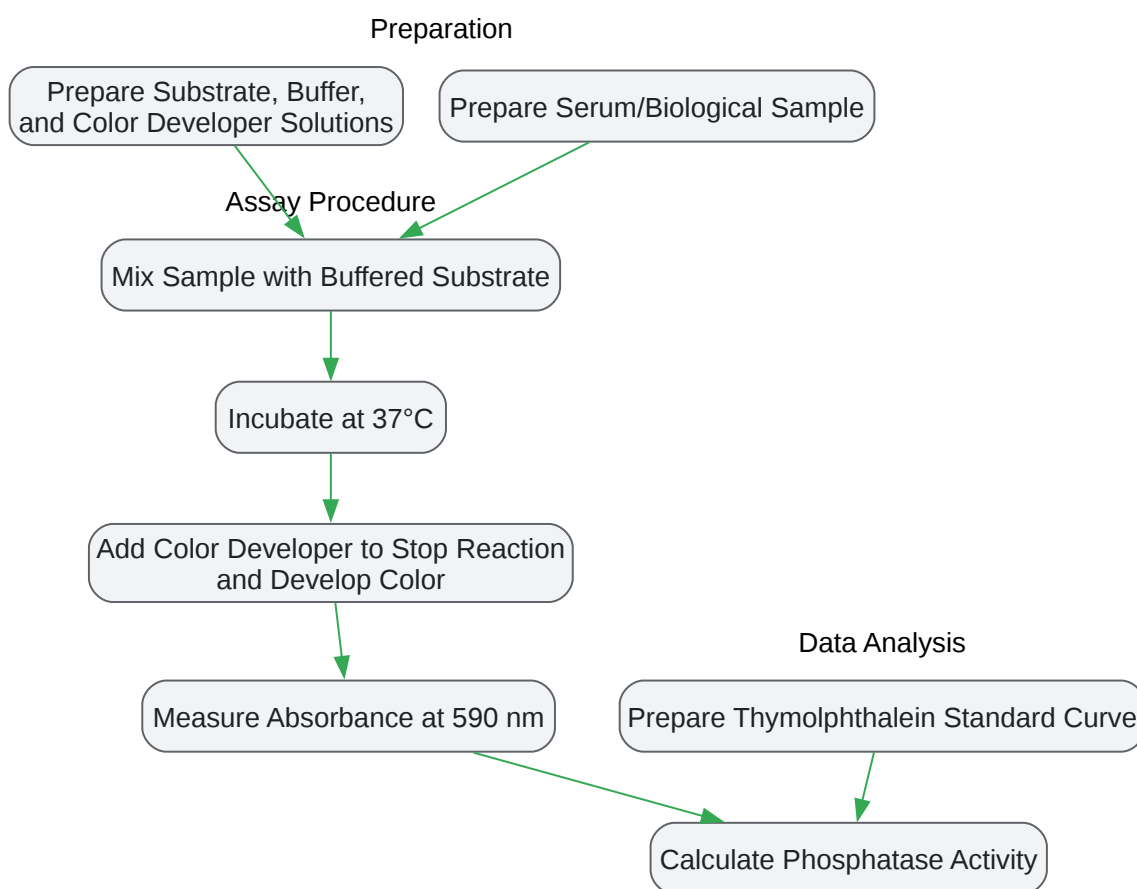 Preparation
Prepare Substrate, Buffer,
and Color Developer Solutions
Prepare Serum/Biological Sample
Assay Procedure
Mix Sample with Buffered Substrate
Incubate at 37°C
Add Color Developer to Stop Reaction
and Develop Color
Data Analysis
Measure Absorbance at 590 nm
Prepare Thymolphthalein Standard Curve
Calculate Phosphatase Activity